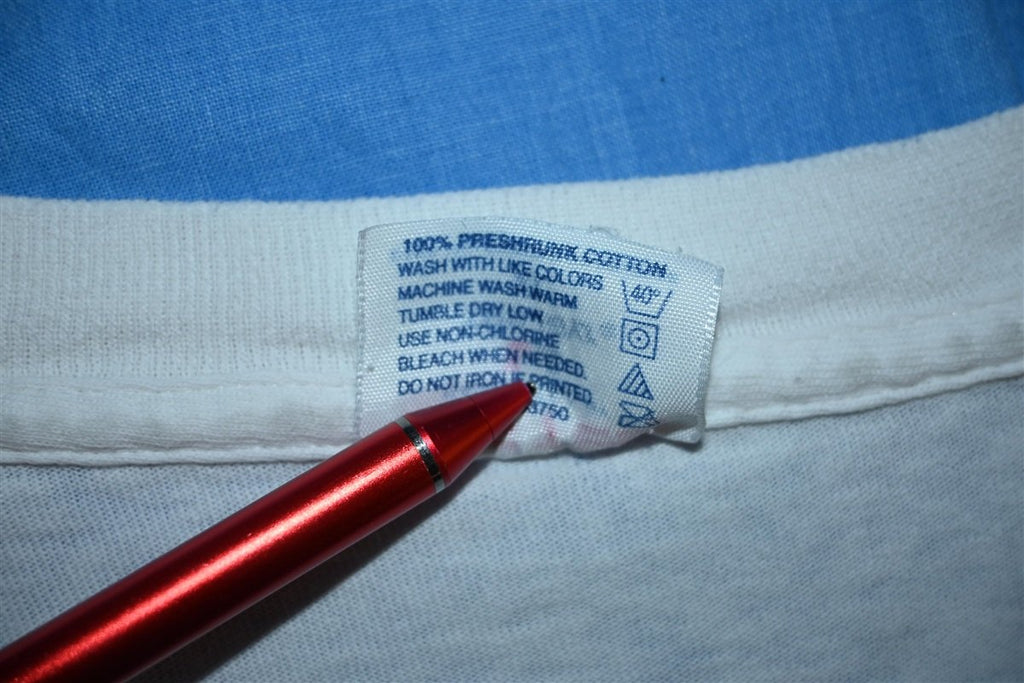 100% PRESHRUNK COTTON
WASH WITH LIKE COLORS
MACHINE WASH WARM
TUMBLE DRY LOW
USE NON-CHLORINE
BLEACH WHEN NEEDED.
DO NOT IRON IF PRINTED
3750
40°